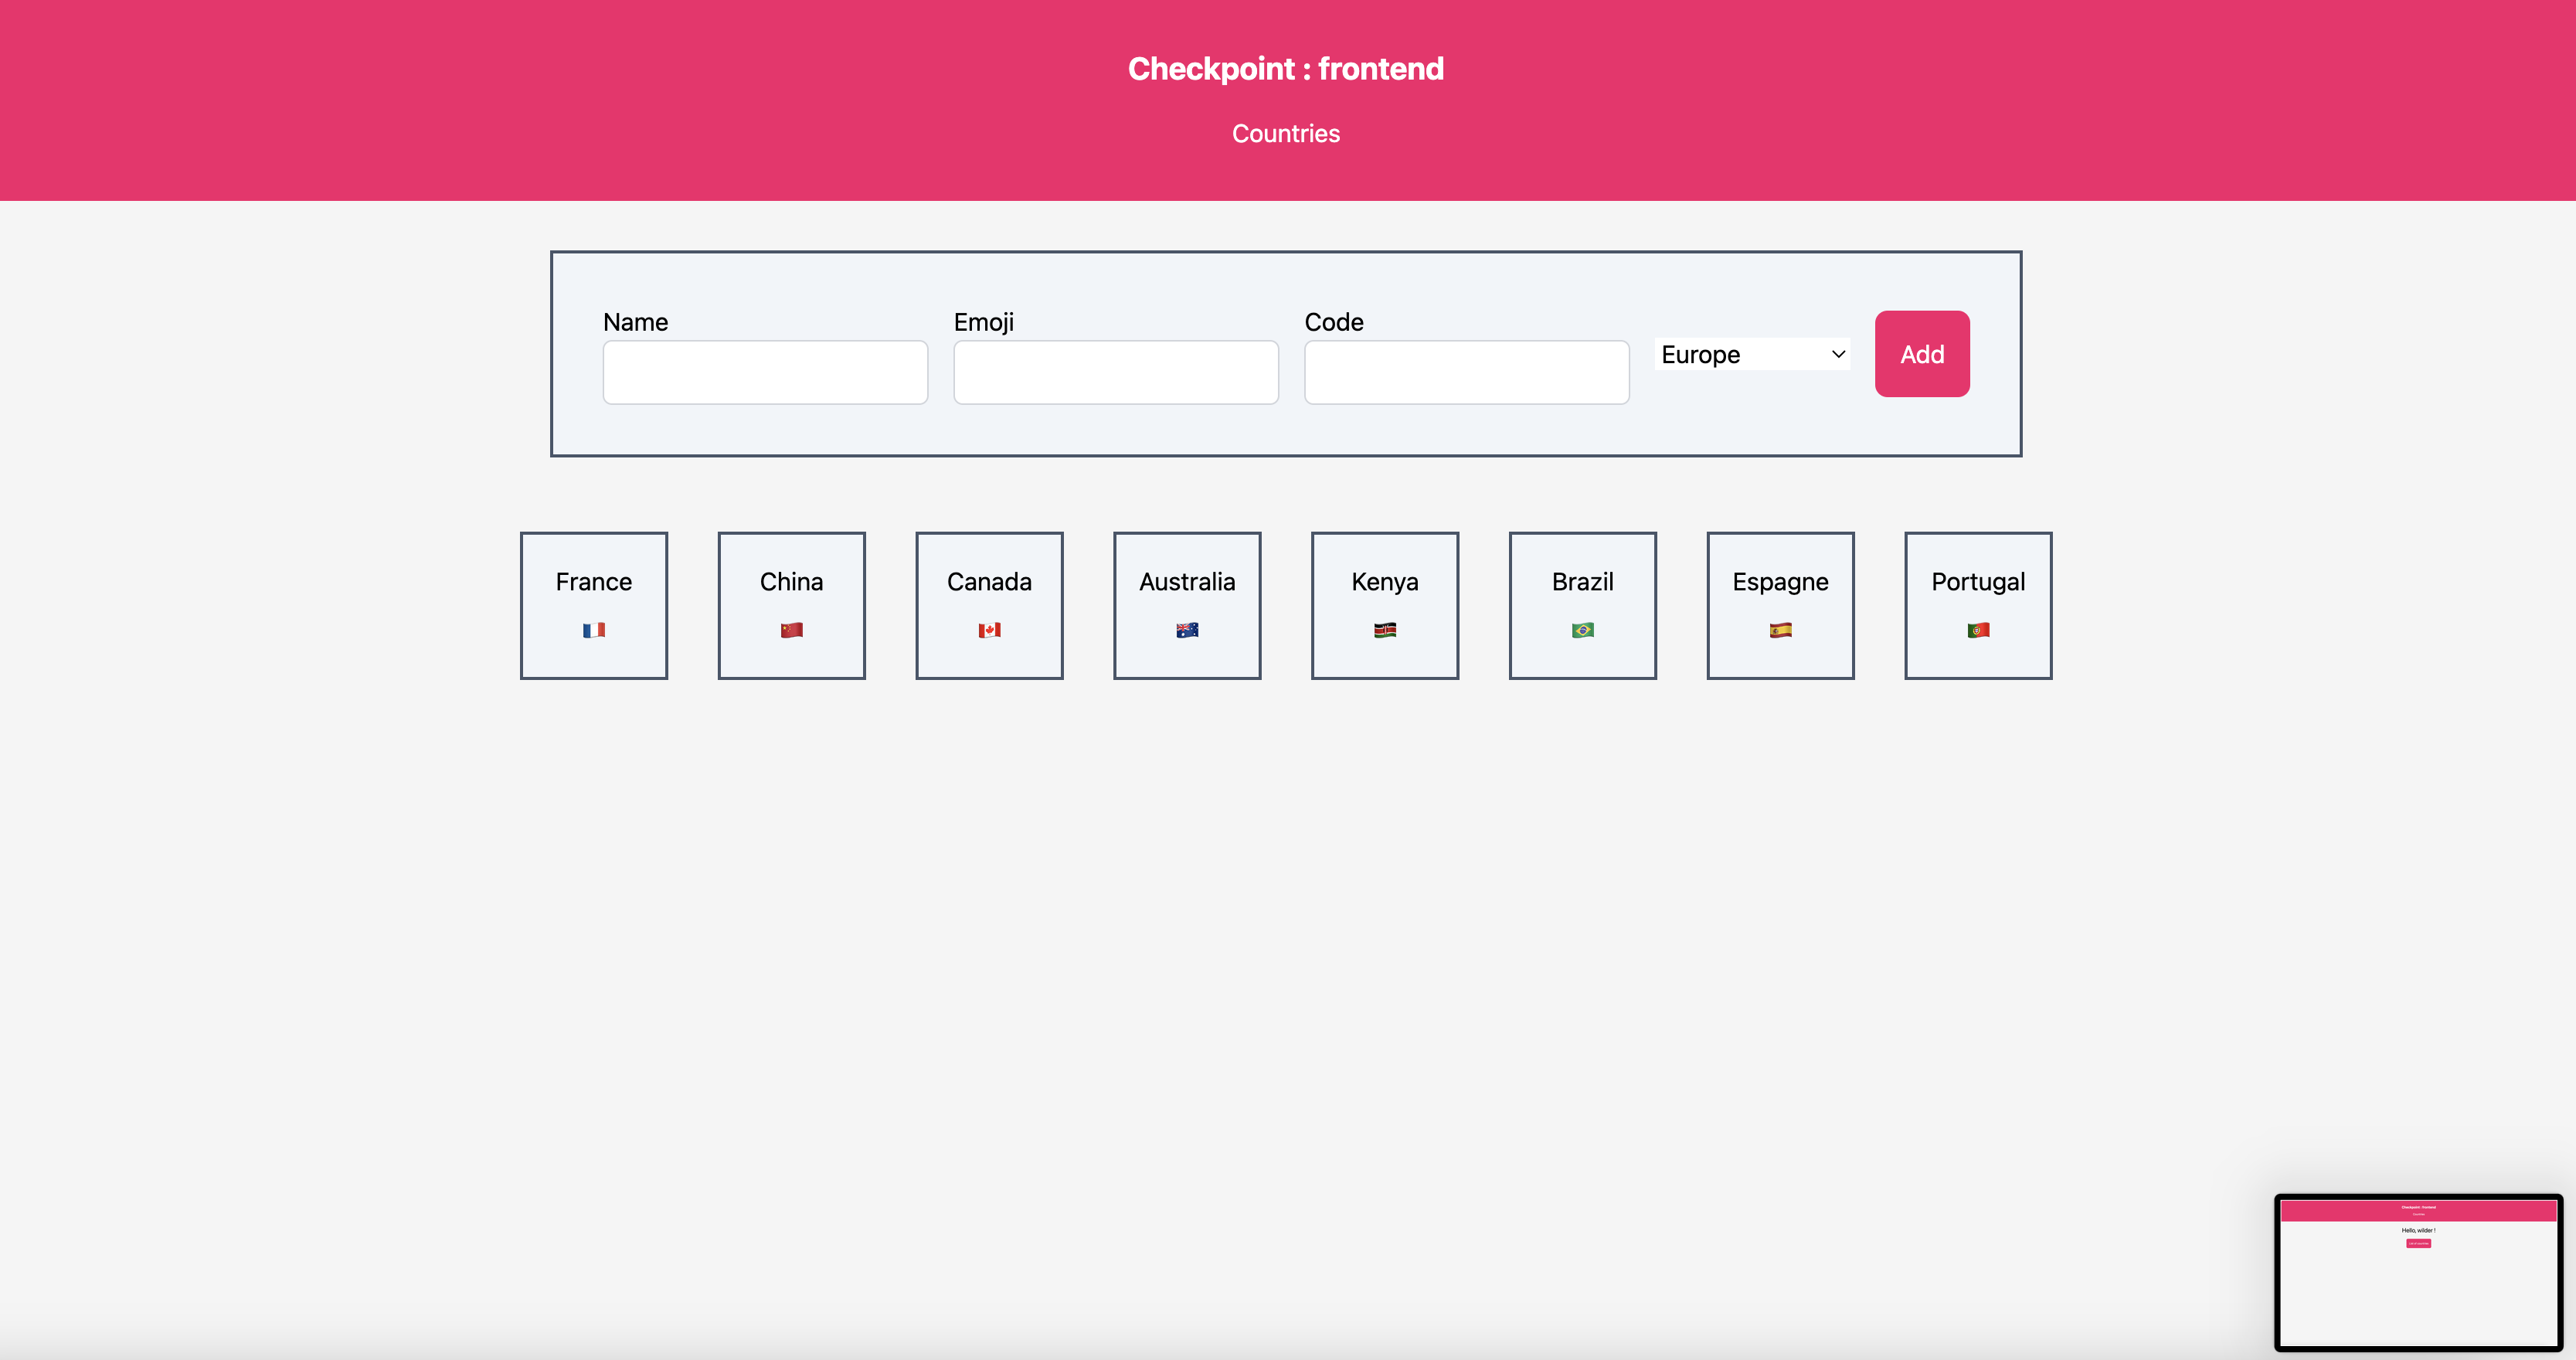 Checkpoint : frontend
Countries
Name Emoji Code
Europe Add
France China Canada Australia Kenya Brazil Espagne Portugal
Checkpoint : frontend
Countries
Hello, wilder !